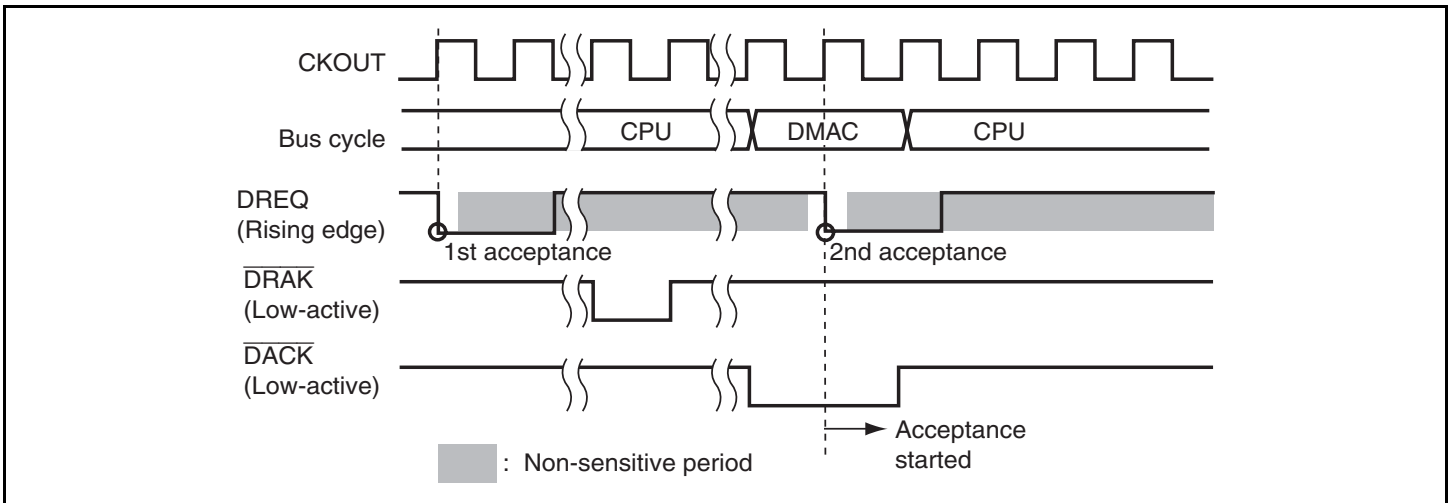 CKOUT
Bus cycle
CPU
DMAC
CPU
DREQ
(Rising edge)
1st acceptance
2nd acceptance
DRAK
(Low-active)
DACK
(Low-active)
Acceptance
started
: Non-sensitive period